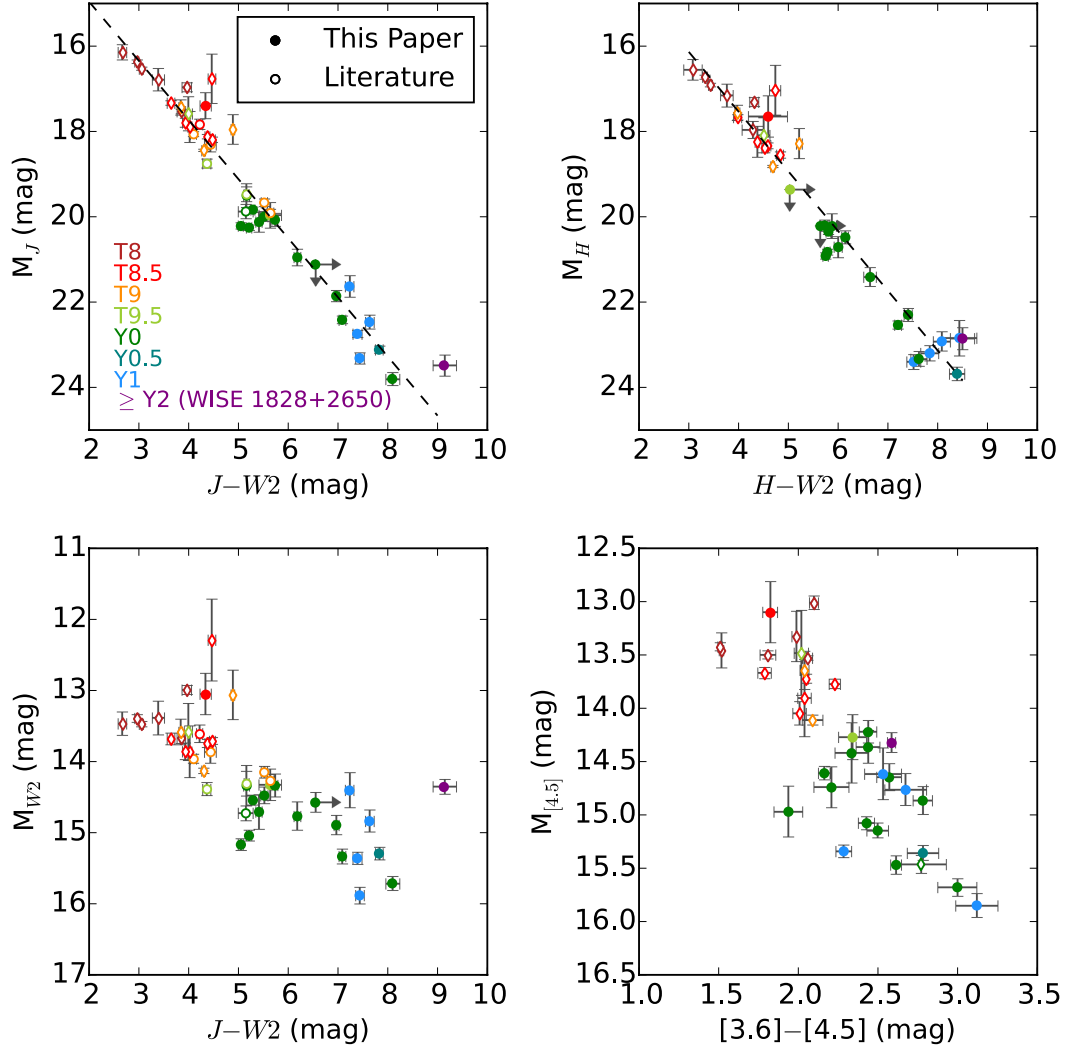 This Paper
Literature
16
18
20
22
24
M_J (mag)
T8
T8.5
T9
T9.5
Y0
Y0.5
Y1
≥ Y2 (WISE 1828+2650)
2 3 4 5 6 7 8 9 10
J−W2 (mag)
16
18
20
22
24
M_H (mag)
2 3 4 5 6 7 8 9 10
H−W2 (mag)
11
12
13
14
15
16
17
M_W2 (mag)
2 3 4 5 6 7 8 9 10
J−W2 (mag)
12.5
13.0
13.5
14.0
14.5
15.0
15.5
16.0
16.5
M_[4.5] (mag)
1.0 1.5 2.0 2.5 3.0 3.5
[3.6]−[4.5] (mag)